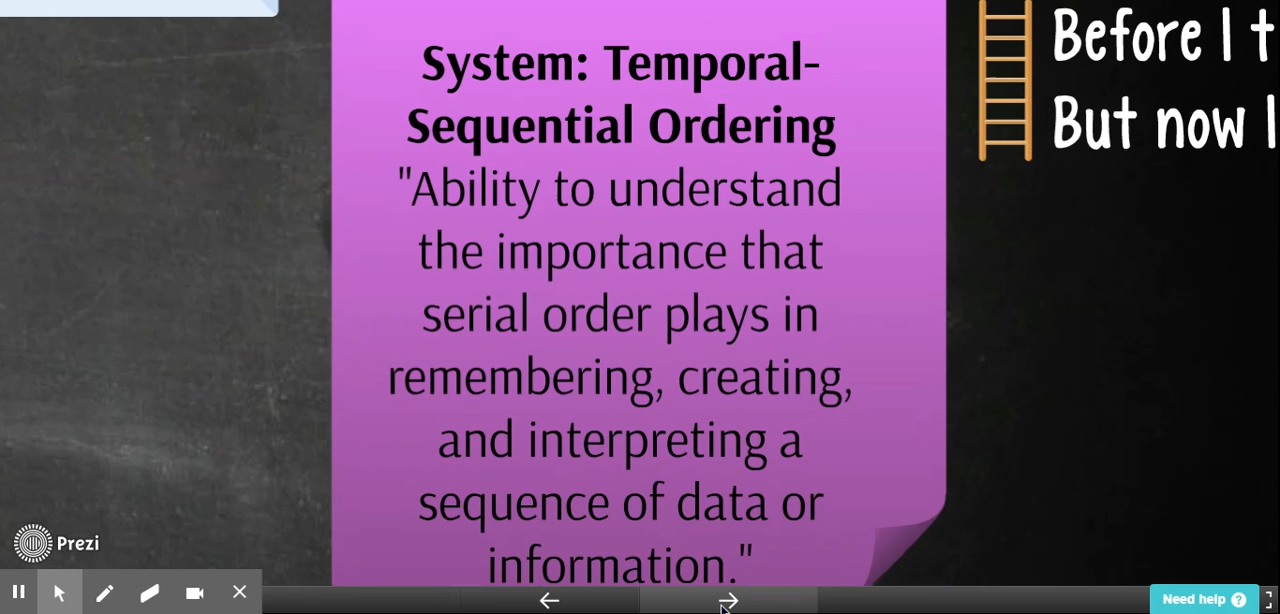 System: Temporal-
Sequential Ordering
"Ability to understand
the importance that
serial order plays in
remembering, creating,
and interpreting a
sequence of data or
information."
Before I t
But now I
Prezi
Need help ?